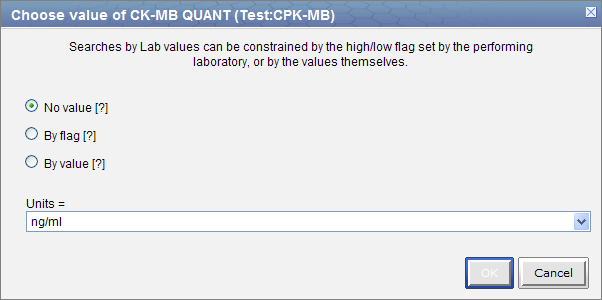 Choose value of CK-MB QUANT (Test:CPK-MB)
Searches by Lab values can be constrained by the high/low flag set by the performing
laboratory, or by the values themselves.
No value [?]
By flag [?]
By value [?]
Units =
ng/ml
OK Cancel